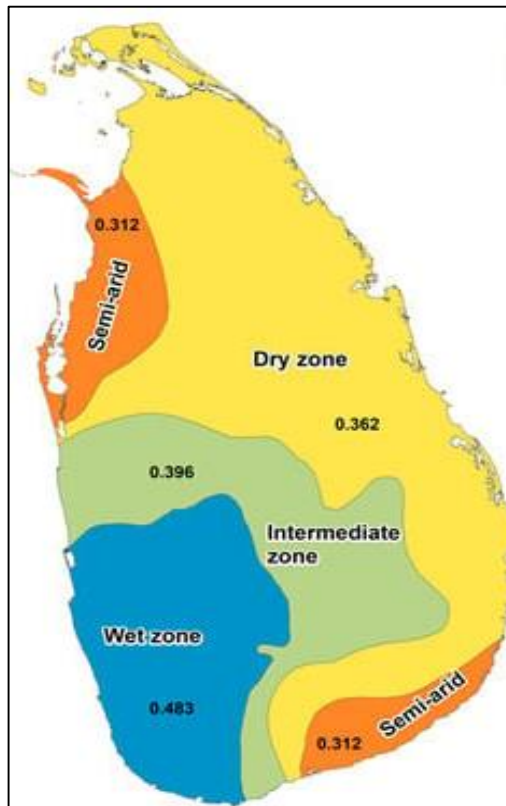 0.312
Semi-arid
Dry zone
0.362
0.396
Intermediate
zone
Wet zone
0.483
Semi-arid
0.312